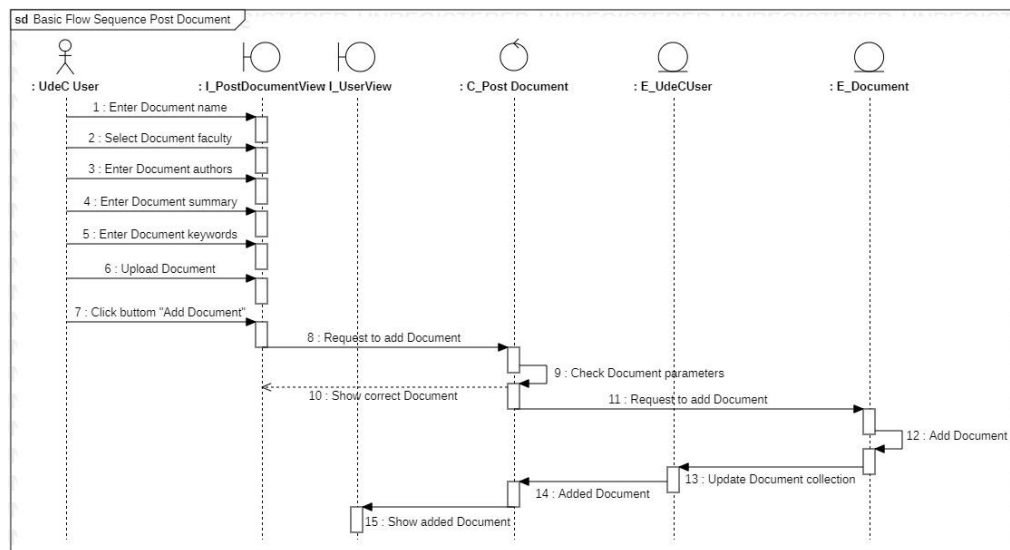 sd Basic Flow Sequence Post Document
: UdeC User
: I_PostDocumentView
I_UserView
: C_Post Document
: E_UdeCUser
: E_Document
1 : Enter Document name
2 : Select Document faculty
3 : Enter Document authors
4 : Enter Document summary
5 : Enter Document keywords
6 : Upload Document
7 : Click buttom "Add Document"
8 : Request to add Document
9 : Check Document parameters
10 : Show correct Document
11 : Request to add Document
12 : Add Document
13 : Update Document collection
14 : Added Document
15 : Show added Document